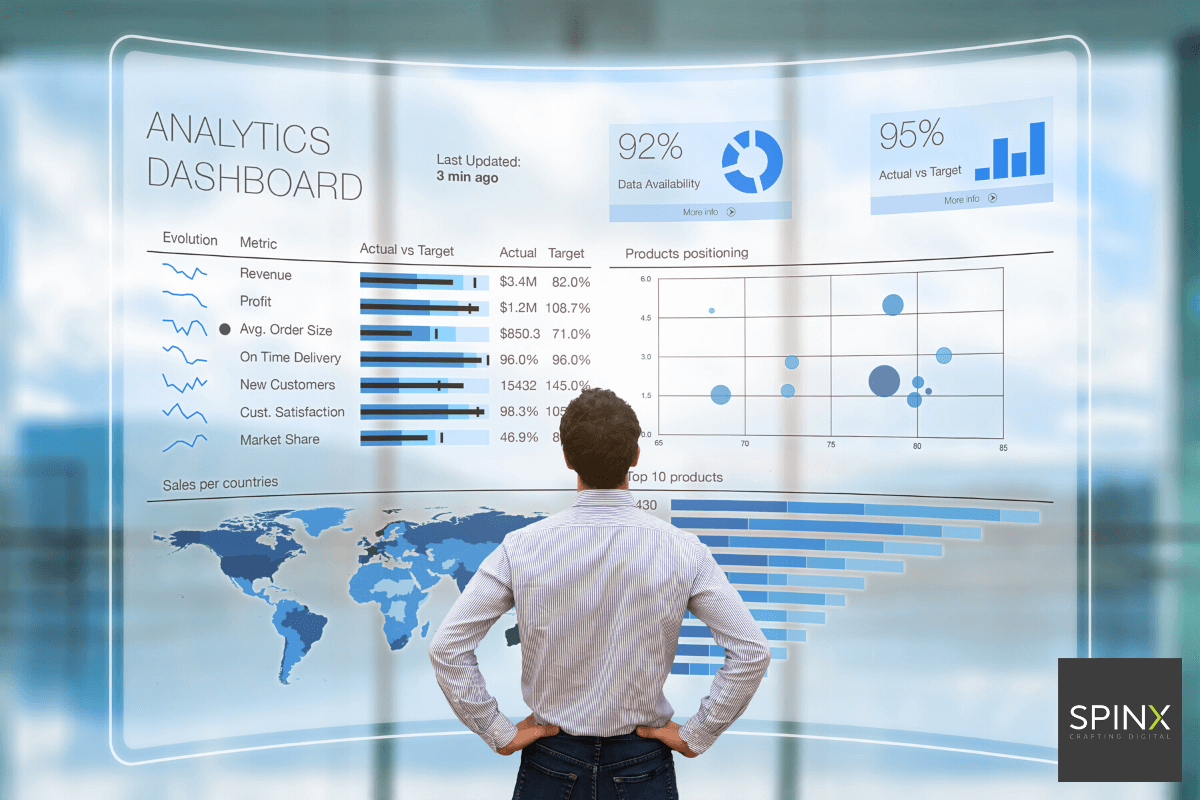 ANALYTICS
DASHBOARD
Last Updated:
3 min ago
92%
Data Availability
More info
95%
Actual vs Target
More info
Evolution Metric Actual vs Target Actual Target
Revenue $3.4M 82.0%
Profit $1.2M 108.7%
Avg. Order Size $850.3 71.0%
On Time Delivery 96.0% 96.0%
New Customers 15432 145.0%
Cust. Satisfaction 98.3%
Market Share 46.9%
Products positioning
6.0
4.5
3.0
1.5
0.0
65 70 75 80 85
Sales per countries
Top 10 products
430
SPINX
CRAFTING DIGITAL